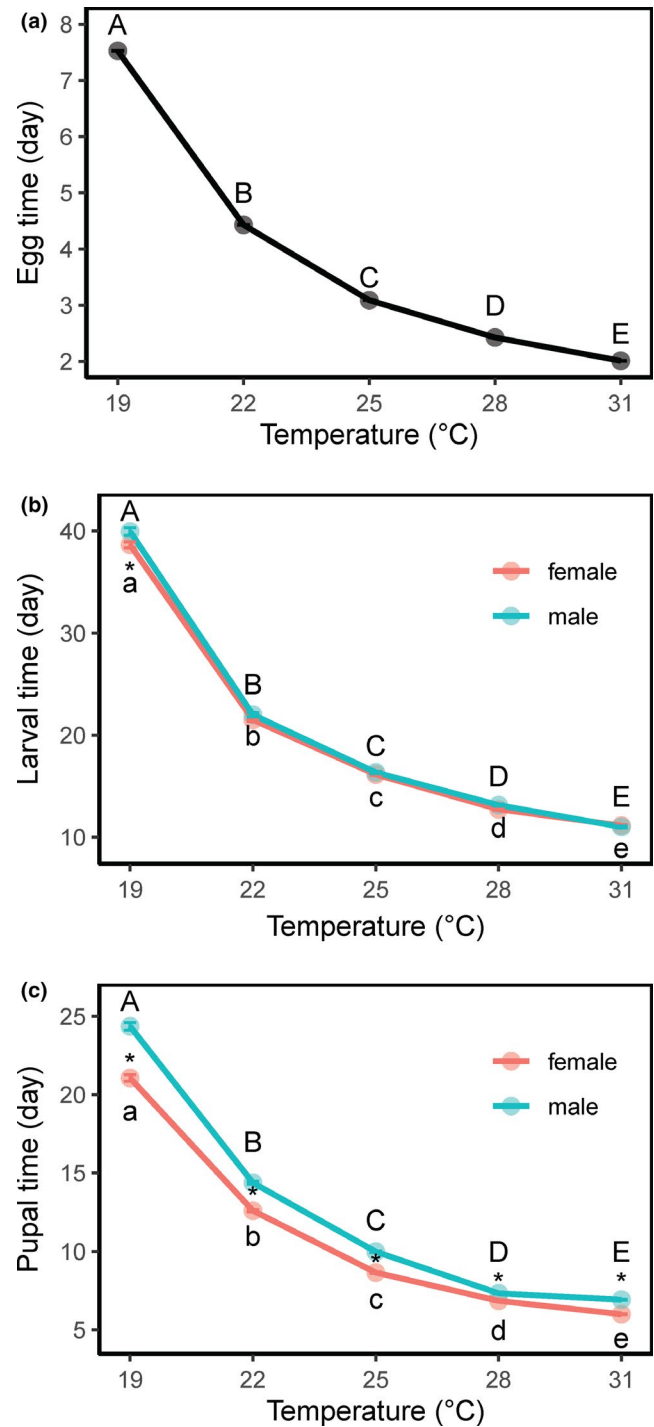 (a)
A
B
C
D
E
8
7
6
5
4
3
2
Egg time (day)
19 22 25 28 31
Temperature (°C)
(b)
A
*
a
B
b
C
c
D
d
E
e
female
male
40
30
20
10
Larval time (day)
19 22 25 28 31
Temperature (°C)
(c)
A
*
a
B
*
b
C
*
c
D
*
d
E
*
e
female
male
25
20
15
10
5
Pupal time (day)
19 22 25 28 31
Temperature (°C)